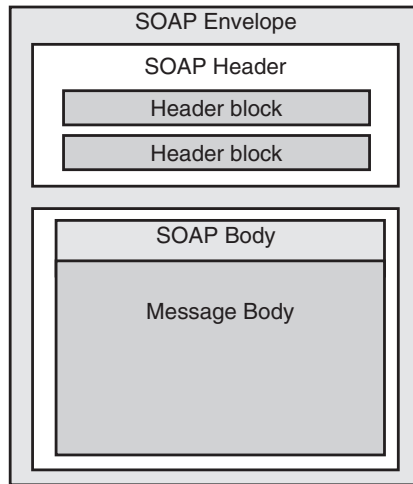 SOAP Envelope
SOAP Header
Header block
Header block
SOAP Body
Message Body